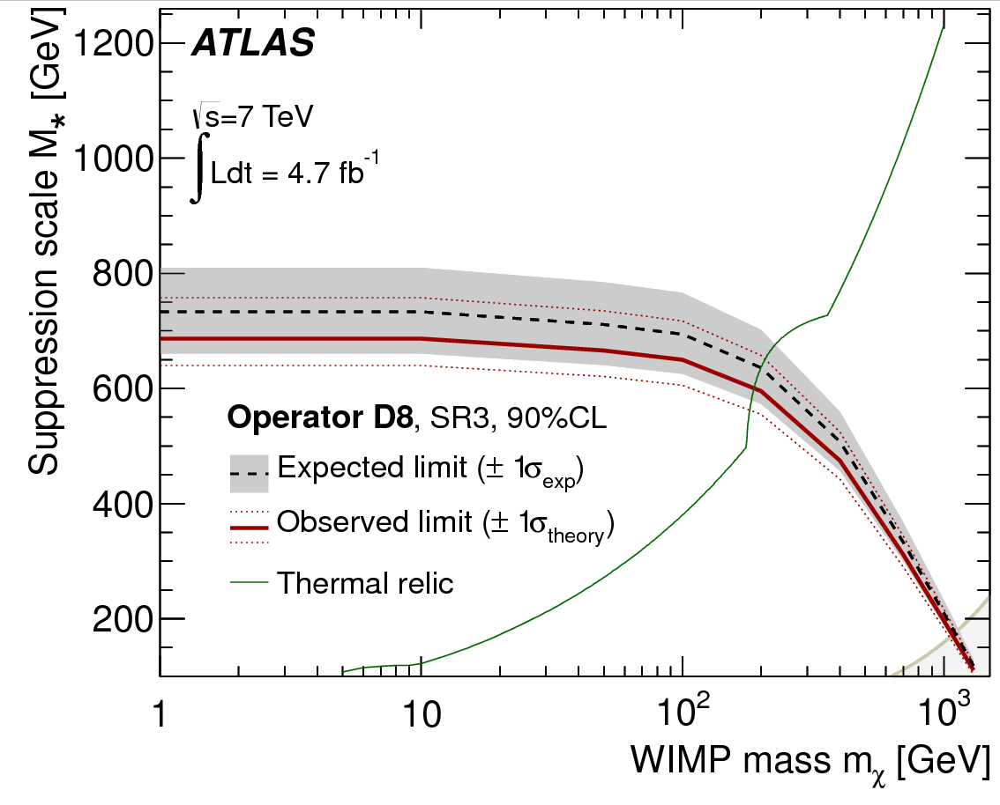 Suppression scale M⋆ [GeV]
1200
1000
800
600
400
200
ATLAS
√s=7 TeV
∫Ldt = 4.7 fb⁻¹
Operator D8, SR3, 90%CL
Expected limit (± 1σexp)
Observed limit (± 1σtheory)
Thermal relic
1 10 10² 10³
WIMP mass mχ [GeV]